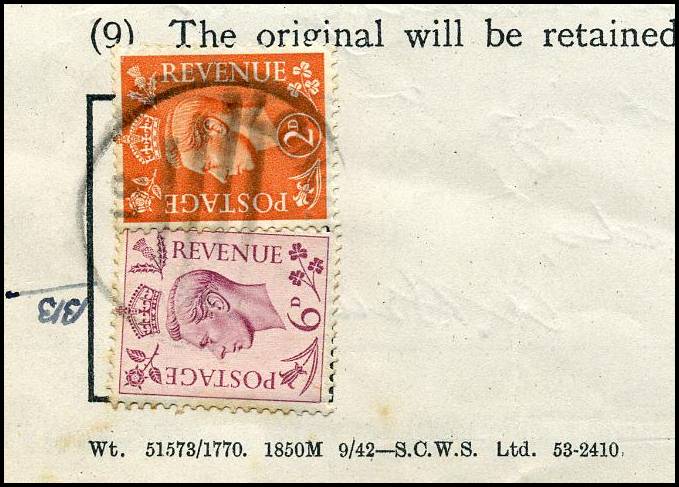 (9) The original will be retained
REVENUE
2D
POSTAGE
REVENUE
6D
POSTAGE
1313
Wt. 51573/1770. 1850M 9/42—S.C.W.S. Ltd. 53-2410.